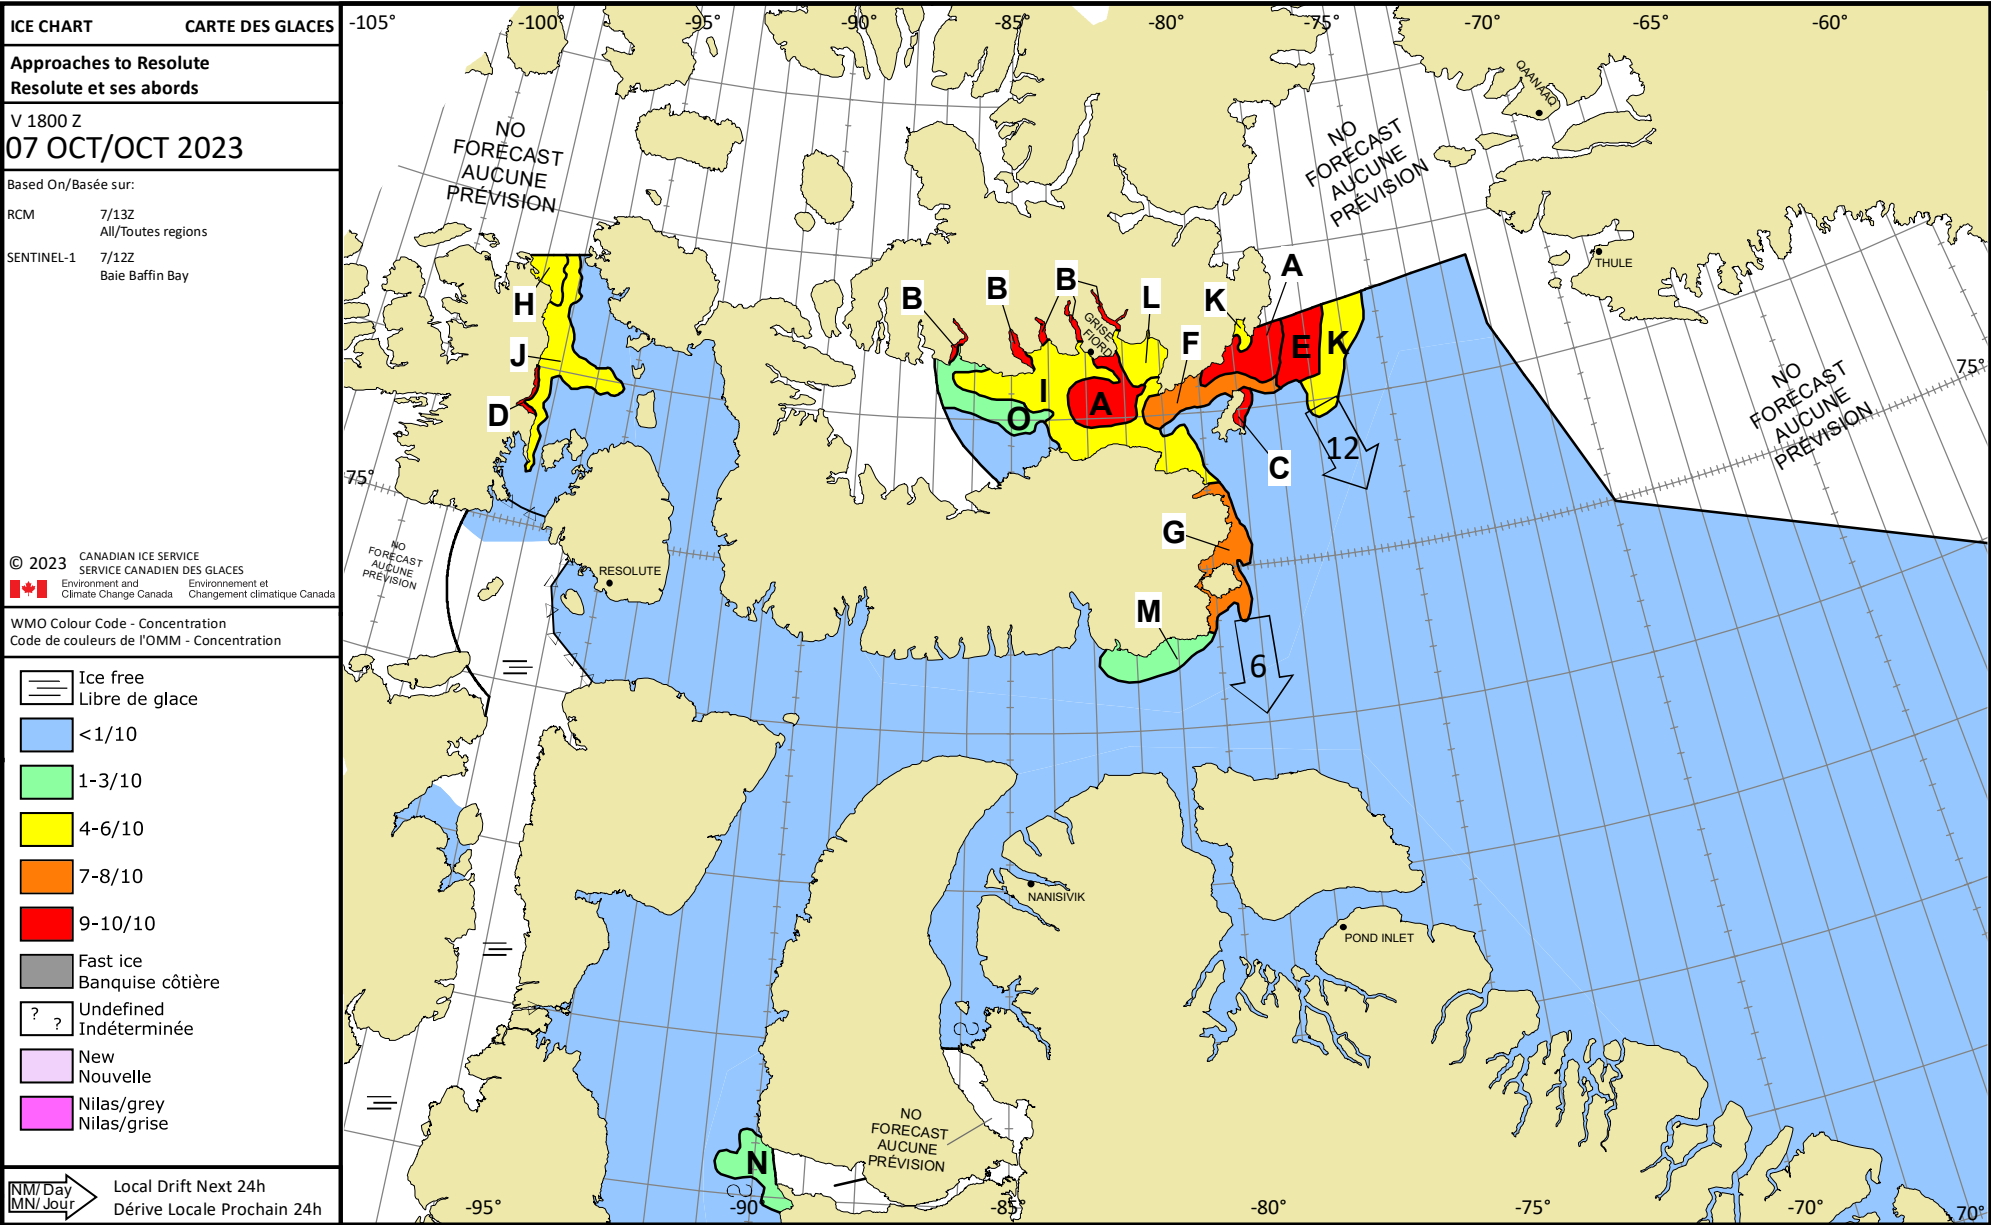 ICE CHART CARTE DES GLACES
Approaches to Resolute
Resolute et ses abords
V 1800 Z
07 OCT/OCT 2023
Based On/Basée sur:
RCM 7/13Z
All/Toutes regions
SENTINEL-1 7/12Z
Baie Baffin Bay
© 2023 CANADIAN ICE SERVICE
SERVICE CANADIEN DES GLACES
Environment and Environnement et
Climate Change Canada Changement climatique Canada
WMO Colour Code - Concentration
Code de couleurs de l'OMM - Concentration
Ice free
Libre de glace
<1/10
1-3/10
4-6/10
7-8/10
9-10/10
Fast ice
Banquise côtière
? ? Undefined
Indéterminée
New
Nouvelle
Nilas/grey
Nilas/grise
NM/Day
MN/Jour
Local Drift Next 24h
Dérive Locale Prochain 24h
-105° -100° -95° -90° -85° -80° -75° -70° -65° -60°
NO
FORECAST
AUCUNE
PRÉVISION
NO
FORECAST
AUCUNE
PRÉVISION
QAANAAQ
THULE
H
J
D
B
B
B
L
K
A
GRISE
FIORD
F
E
K
I
A
O
C
12
75°
75°
NO
FORECAST
AUCUNE
PRÉVISION
NO
FORECAST
AUCUNE
PRÉVISION
RESOLUTE
G
M
6
NANISIVIK
POND INLET
NO
FORECAST
AUCUNE
PRÉVISION
N
-95° -90° -85° -80° -75° -70° 70°